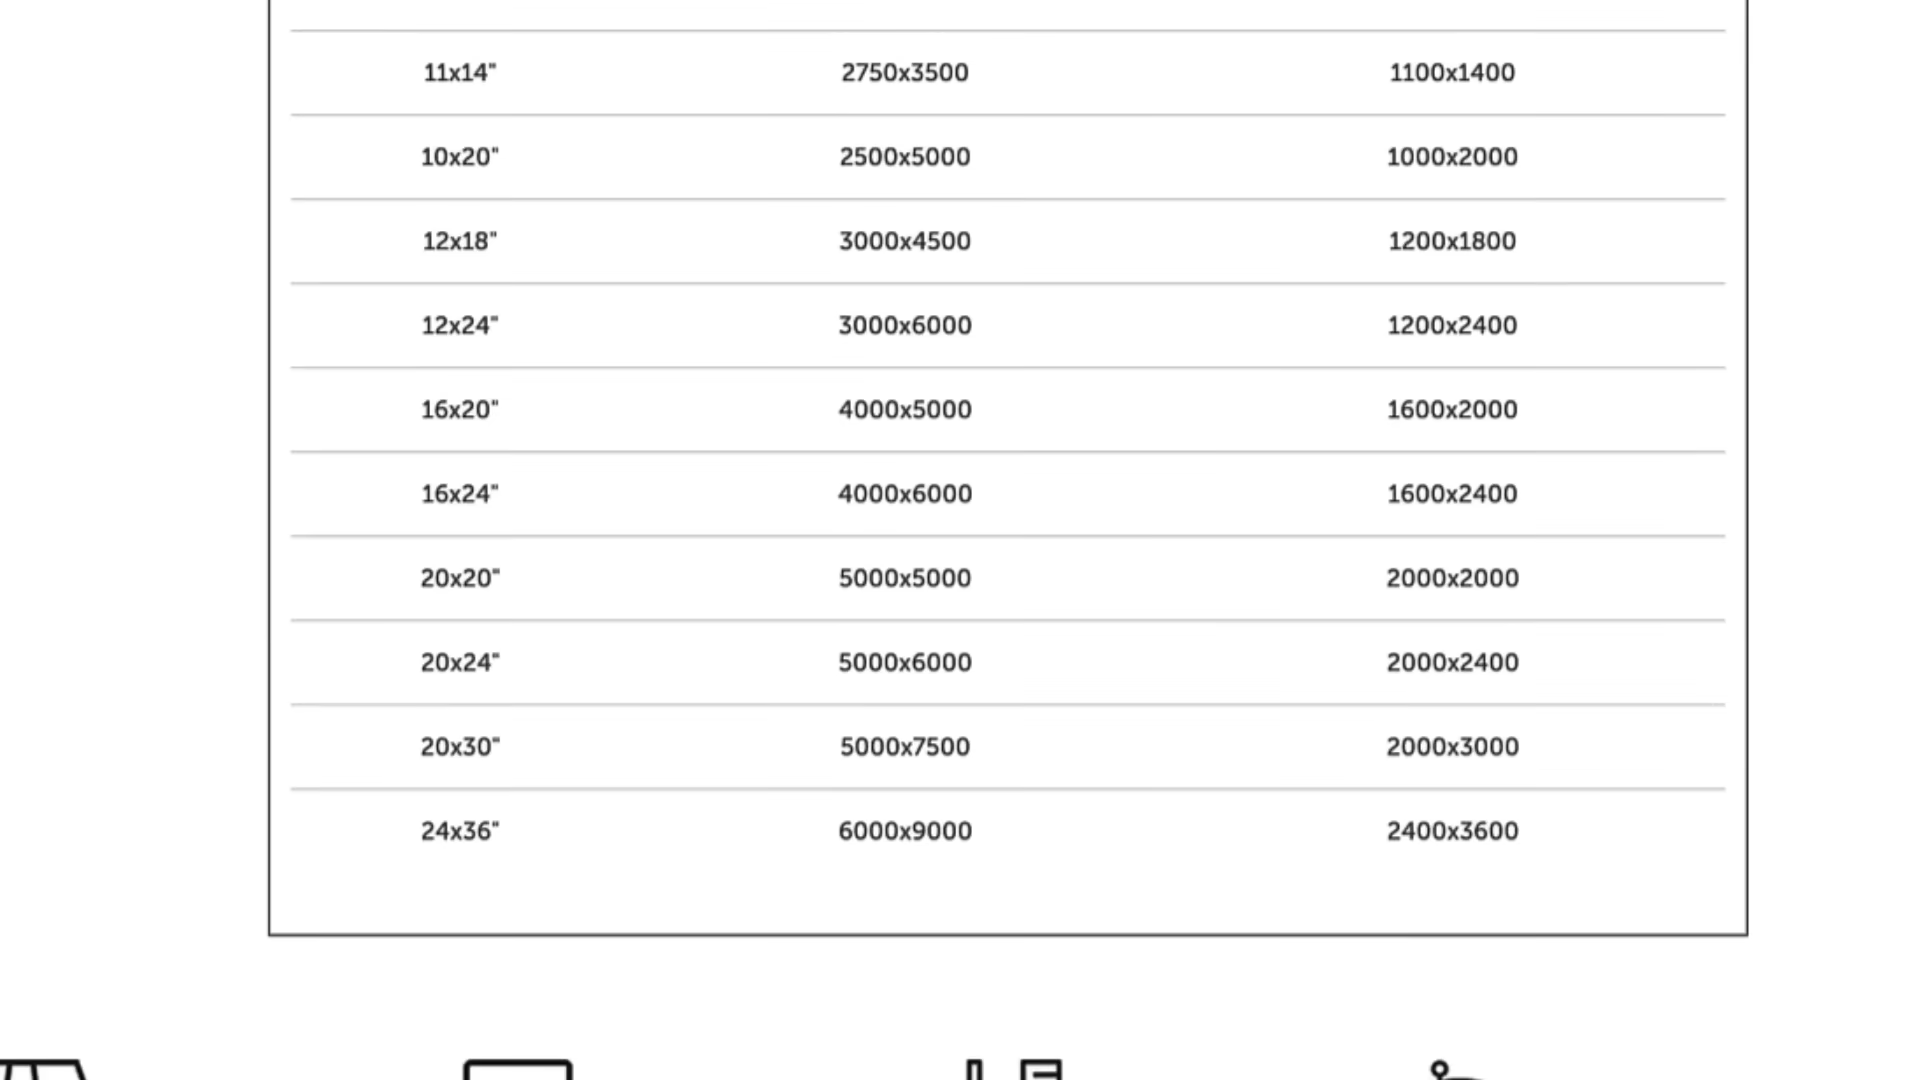 11x14" 2750x3500 1100x1400
10x20" 2500x5000 1000x2000
12x18" 3000x4500 1200x1800
12x24" 3000x6000 1200x2400
16x20" 4000x5000 1600x2000
16x24" 4000x6000 1600x2400
20x20" 5000x5000 2000x2000
20x24" 5000x6000 2000x2400
20x30" 5000x7500 2000x3000
24x36" 6000x9000 2400x3600